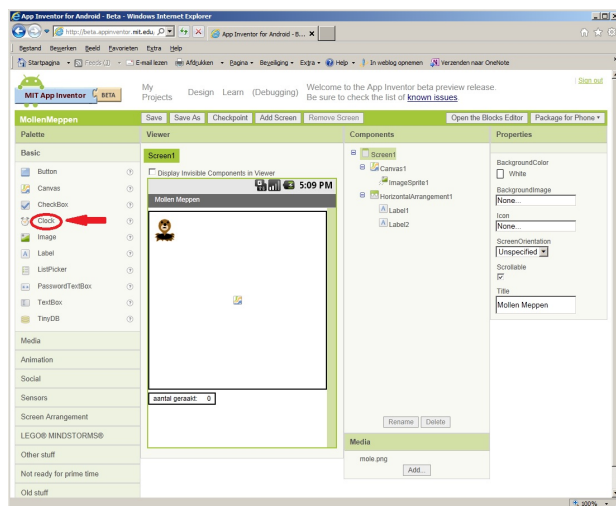 App Inventor for Android - Beta - Windows Internet Explorer
http://beta.appinventor.mit.edu
App Inventor for Android - B...
Bestand Bewerken Beeld Favorieten Extra Help
Startpagina Feeds (J) E-mail lezen Afdrukken Pagina Beveiliging Extra Help In weblog opnemen Verzenden naar OneNote
Sign out
MIT App Inventor BETA
My Projects Design Learn (Debugging)
Welcome to the App Inventor beta preview release.
Be sure to check the list of known issues.
MollenMeppen
Save Save As Checkpoint Add Screen Remove Screen Open the Blocks Editor Package for Phone
Palette Viewer Components Properties
Basic
Button
Canvas
CheckBox
Clock
Image
Label
ListPicker
PasswordTextBox
TextBox
TinyDB
Media
Animation
Social
Sensors
Screen Arrangement
LEGO® MINDSTORMS®
Other stuff
Not ready for prime time
Old stuff
Screen1
Display Invisible Components in Viewer
5:09 PM
Mollen Meppen
aantal geraakt: 0
Screen1
Canvas1
ImageSprite1
HorizontalArrangement1
Label1
Label2
Rename Delete
Media
mole.png
Add...
BackgroundColor
White
BackgroundImage
None...
Icon
None...
ScreenOrientation
Unspecified
Scrollable
Title
Mollen Meppen
100%